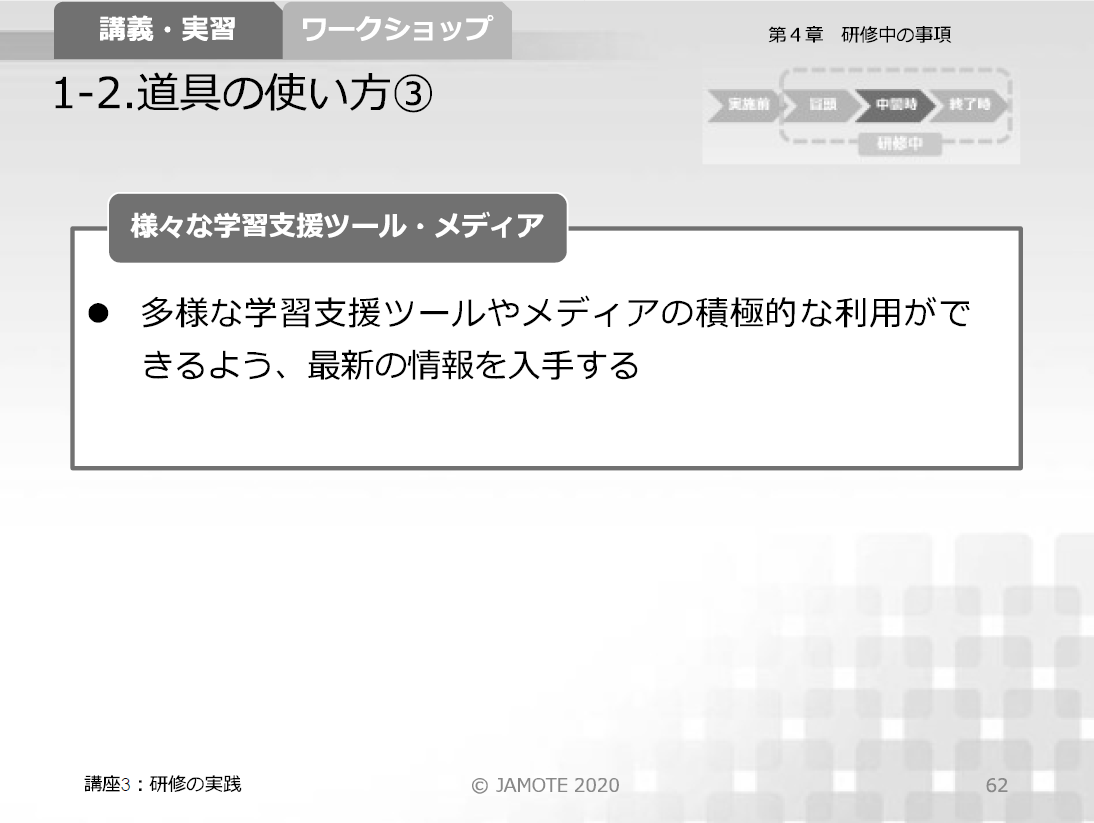 講義・実習
ワークショップ
第４章　研修中の事項
1-2.道具の使い方③
実施前
冒頭
中間時
終了時
研修中
様々な学習支援ツール・メディア
● 多様な学習支援ツールやメディアの積極的な利用がで
きるよう、最新の情報を入手する
講座3：研修の実践
© JAMOTE 2020
62